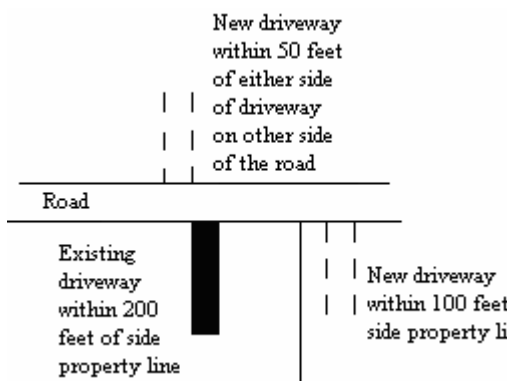 New driveway
within 50 feet
of either side
of driveway
on other side
of the road
Road
Existing
driveway
within 200
feet of side
property line
New driveway
within 100 feet
side property li